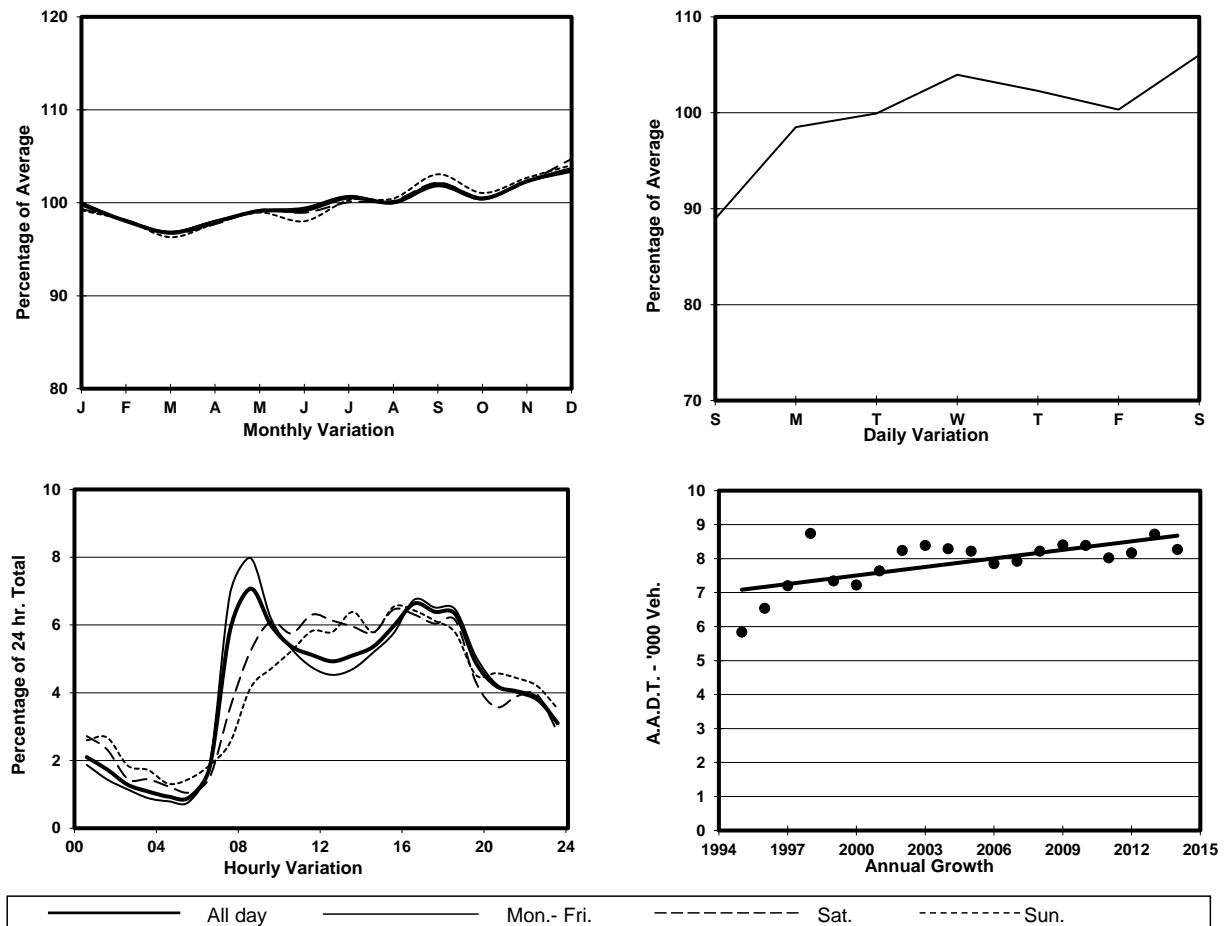 120
110
100
90
80
Percentage of Average
J F M A M J J A S O N D
Monthly Variation
110
100
90
80
70
Percentage of Average
S M T W T F S
Daily Variation
10
8
6
4
2
0
Percentage of 24 hr. Total
00 04 08 12 16 20 24
Hourly Variation
10
9
8
7
6
5
4
3
2
1
0
A.A.D.T. - '000 Veh.
1994 1997 2000 2003 2006 2009 2012 2015
Annual Growth
All day Mon.- Fri. Sat. Sun.